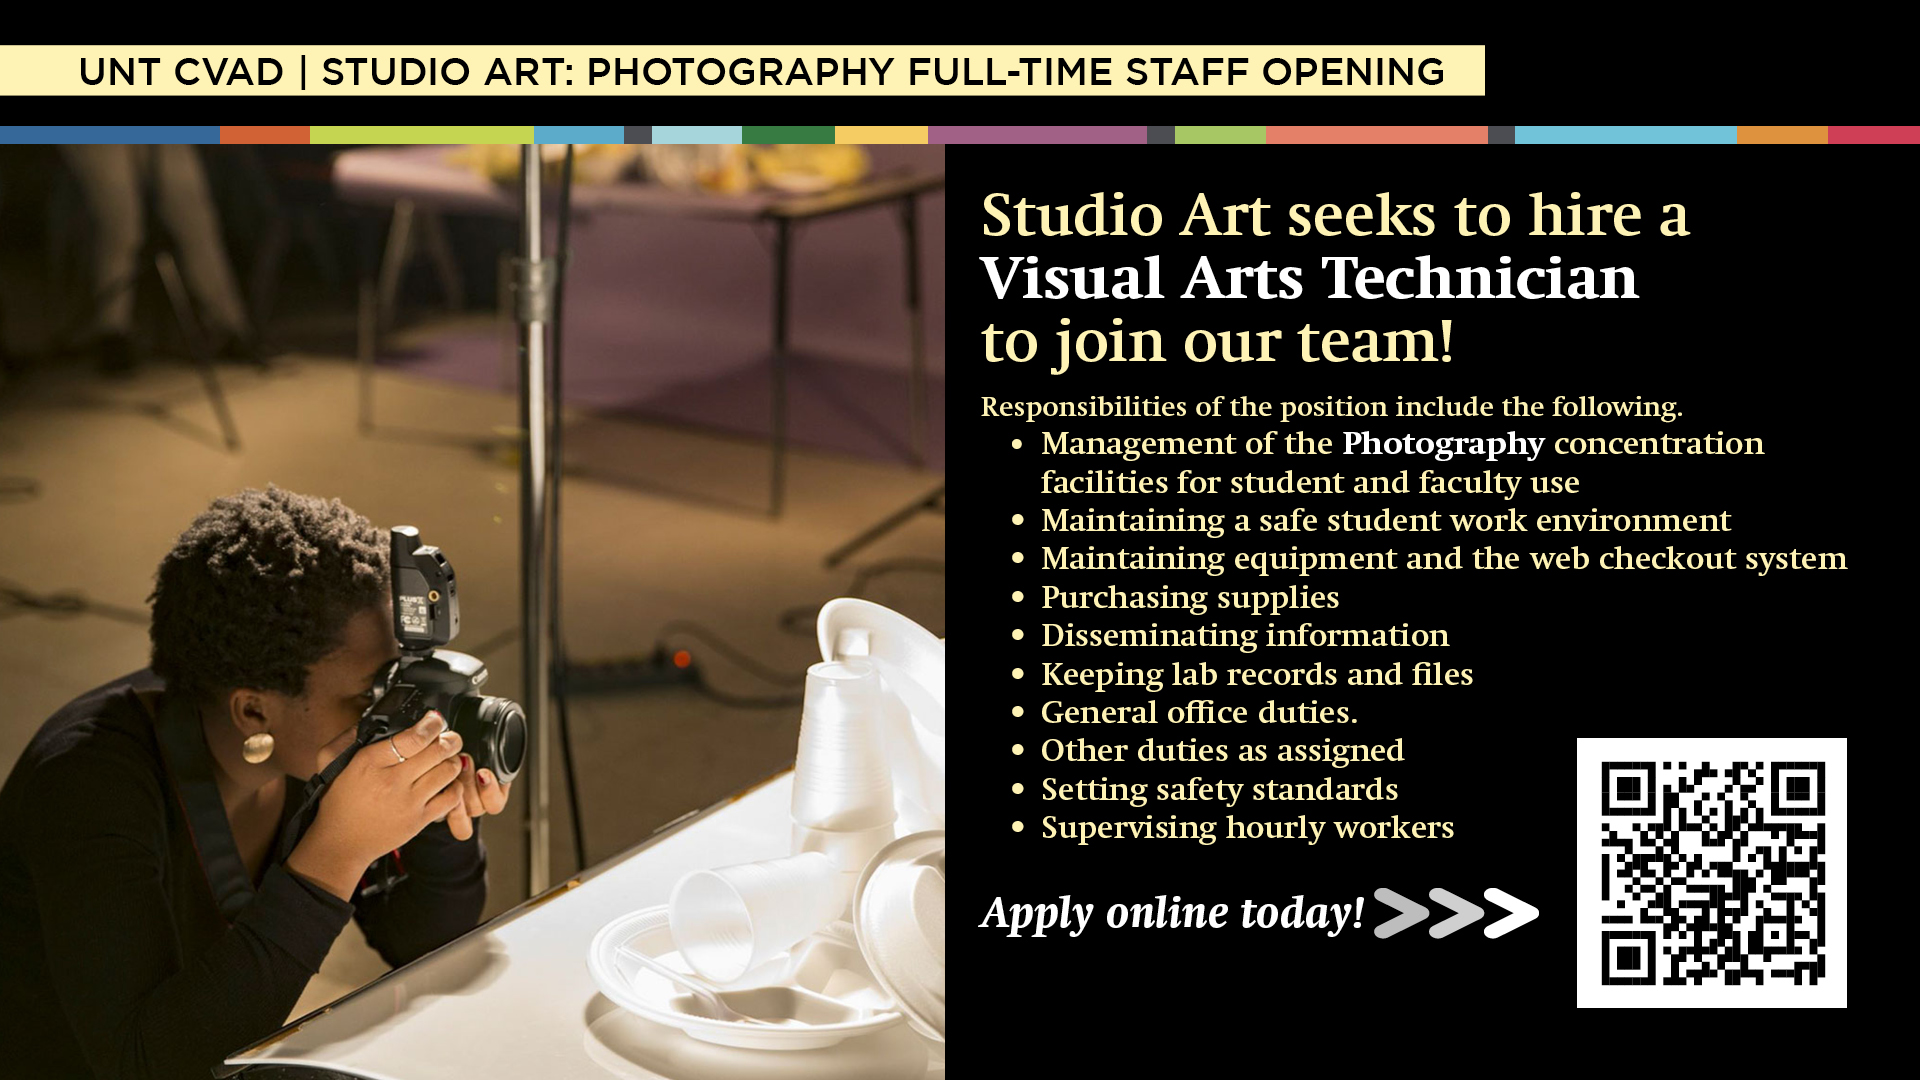 UNT CVAD | STUDIO ART: PHOTOGRAPHY FULL-TIME STAFF OPENING
Studio Art seeks to hire a
Visual Arts Technician
to join our team!
Responsibilities of the position include the following.
• Management of the Photography concentration
facilities for student and faculty use
• Maintaining a safe student work environment
• Maintaining equipment and the web checkout system
• Purchasing supplies
• Disseminating information
• Keeping lab records and files
• General office duties.
• Other duties as assigned
• Setting safety standards
• Supervising hourly workers
Apply online today!
Canon